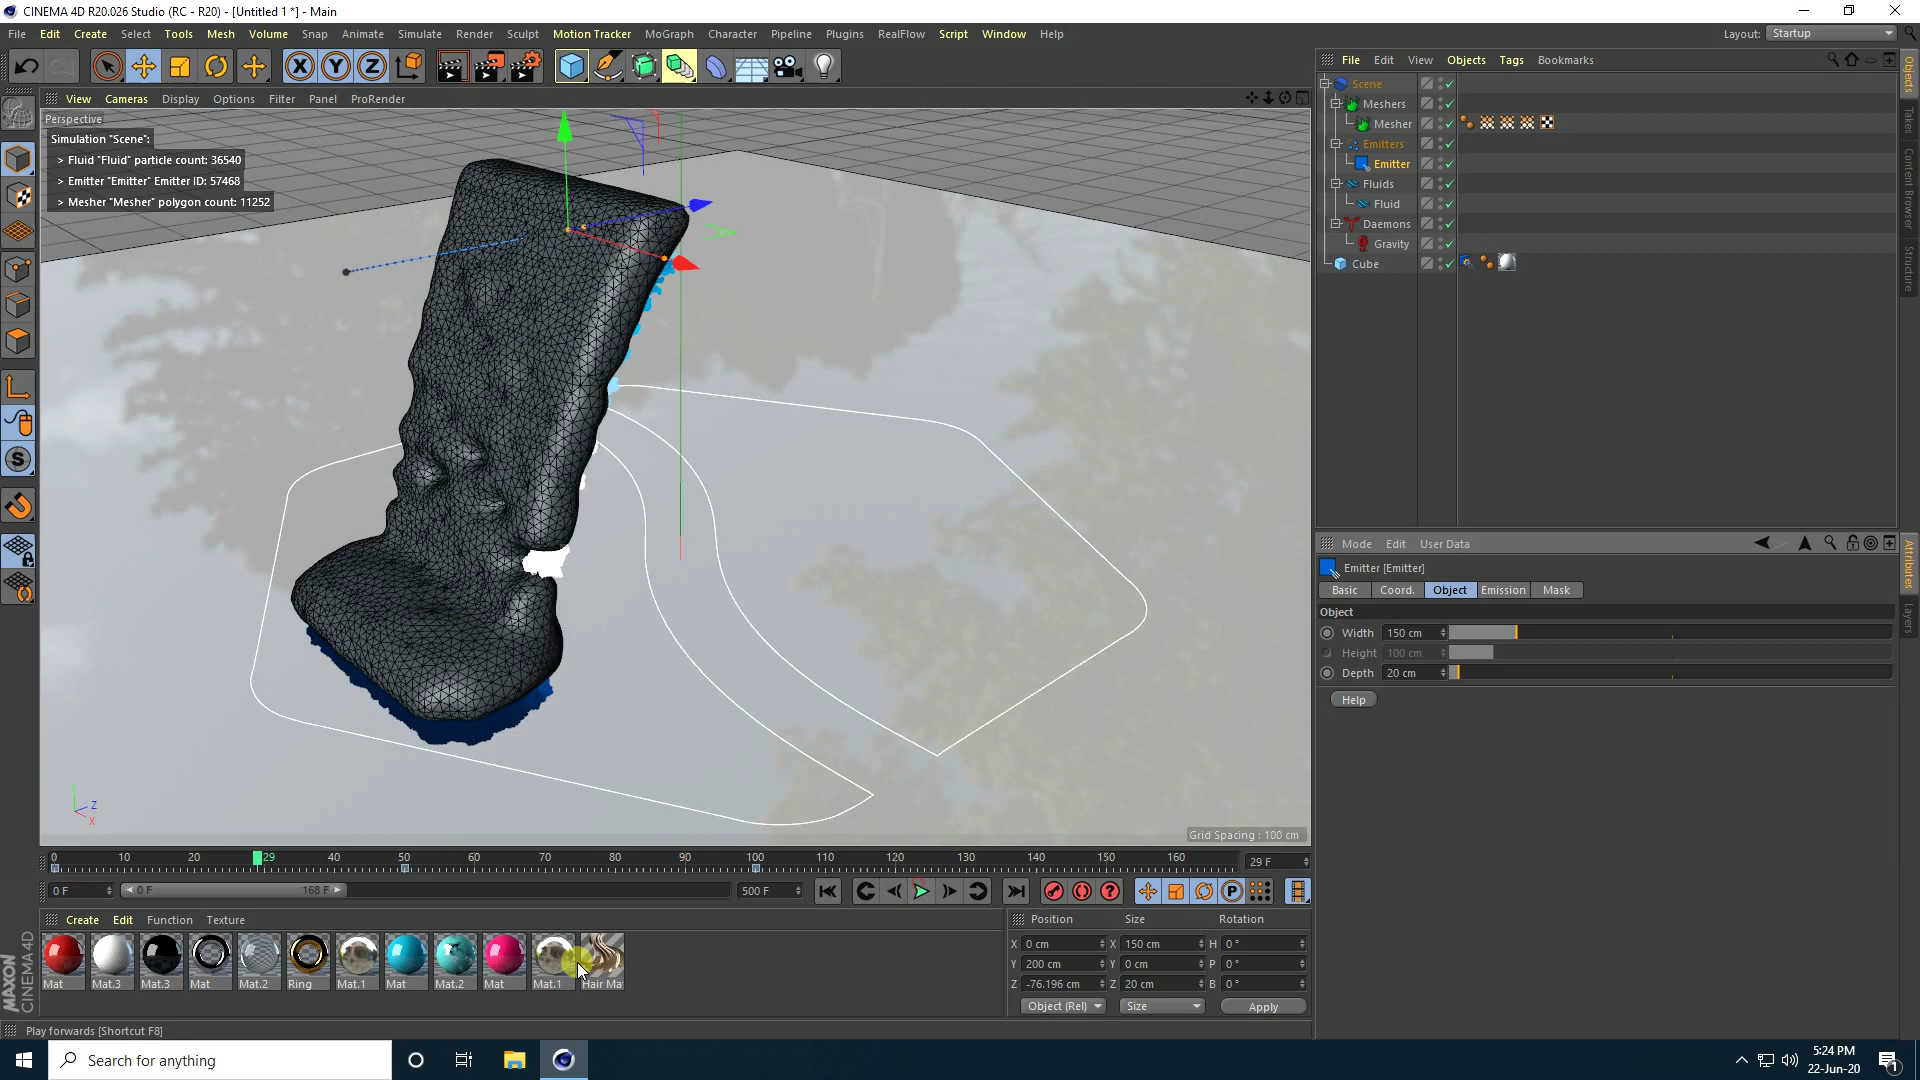 CINEMA 4D R20.026 Studio (RC - R20) - [Untitled 1 *] - Main
File Edit Create Select Tools Mesh Volume Snap Animate Simulate Render Sculpt Motion Tracker MoGraph Character Pipeline Plugins RealFlow Script Window Help
Layout: Startup
View Cameras Display Options Filter Panel ProRender
Perspective
Simulation "Scene":
> Fluid "Fluid" particle count: 36540
> Emitter "Emitter" Emitter ID: 57468
> Mesher "Mesher" polygon count: 11252
Grid Spacing : 100 cm
File Edit View Objects Tags Bookmarks
Scene
Meshers
Mesher
Emitters
Emitter
Fluids
Fluid
Daemons
Gravity
Cube
Objects
Takes
Content Browser
Structure
Mode Edit User Data
Emitter [Emitter]
Basic Coord. Object Emission Mask
Object
Width 150 cm
Height 100 cm
Depth 20 cm
Help
Attributes
Layers
0 10 20 29 40 50 60 70 80 90 100 110 120 130 140 150 160
29 F
0 F
0 F
168 F
500 F
Create Edit Function Texture
Mat Mat.3 Mat.3 Mat Mat.2 Ring Mat.1 Mat Mat.2 Mat Mat.1 Hair Ma
Position Size Rotation
X 0 cm X 150 cm H 0 °
Y 200 cm Y 0 cm P 0 °
Z -76.196 cm Z 20 cm B 0 °
Object (Rel) Size Apply
MAXON
CINEMA 4D
Play forwards [Shortcut F8]
Search for anything
5:24 PM
22-Jun-20
1